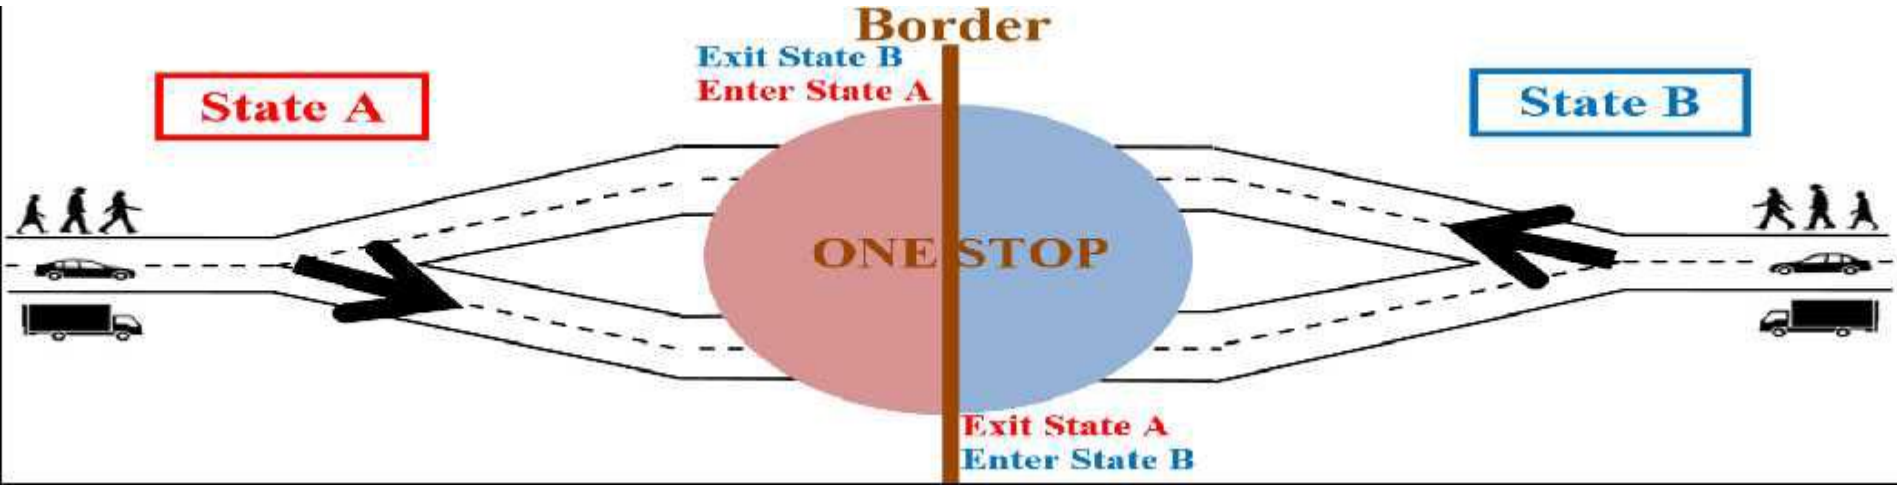 Border
Exit State B
Enter State A
State A
State B
ONE STOP
Exit State A
Enter State B